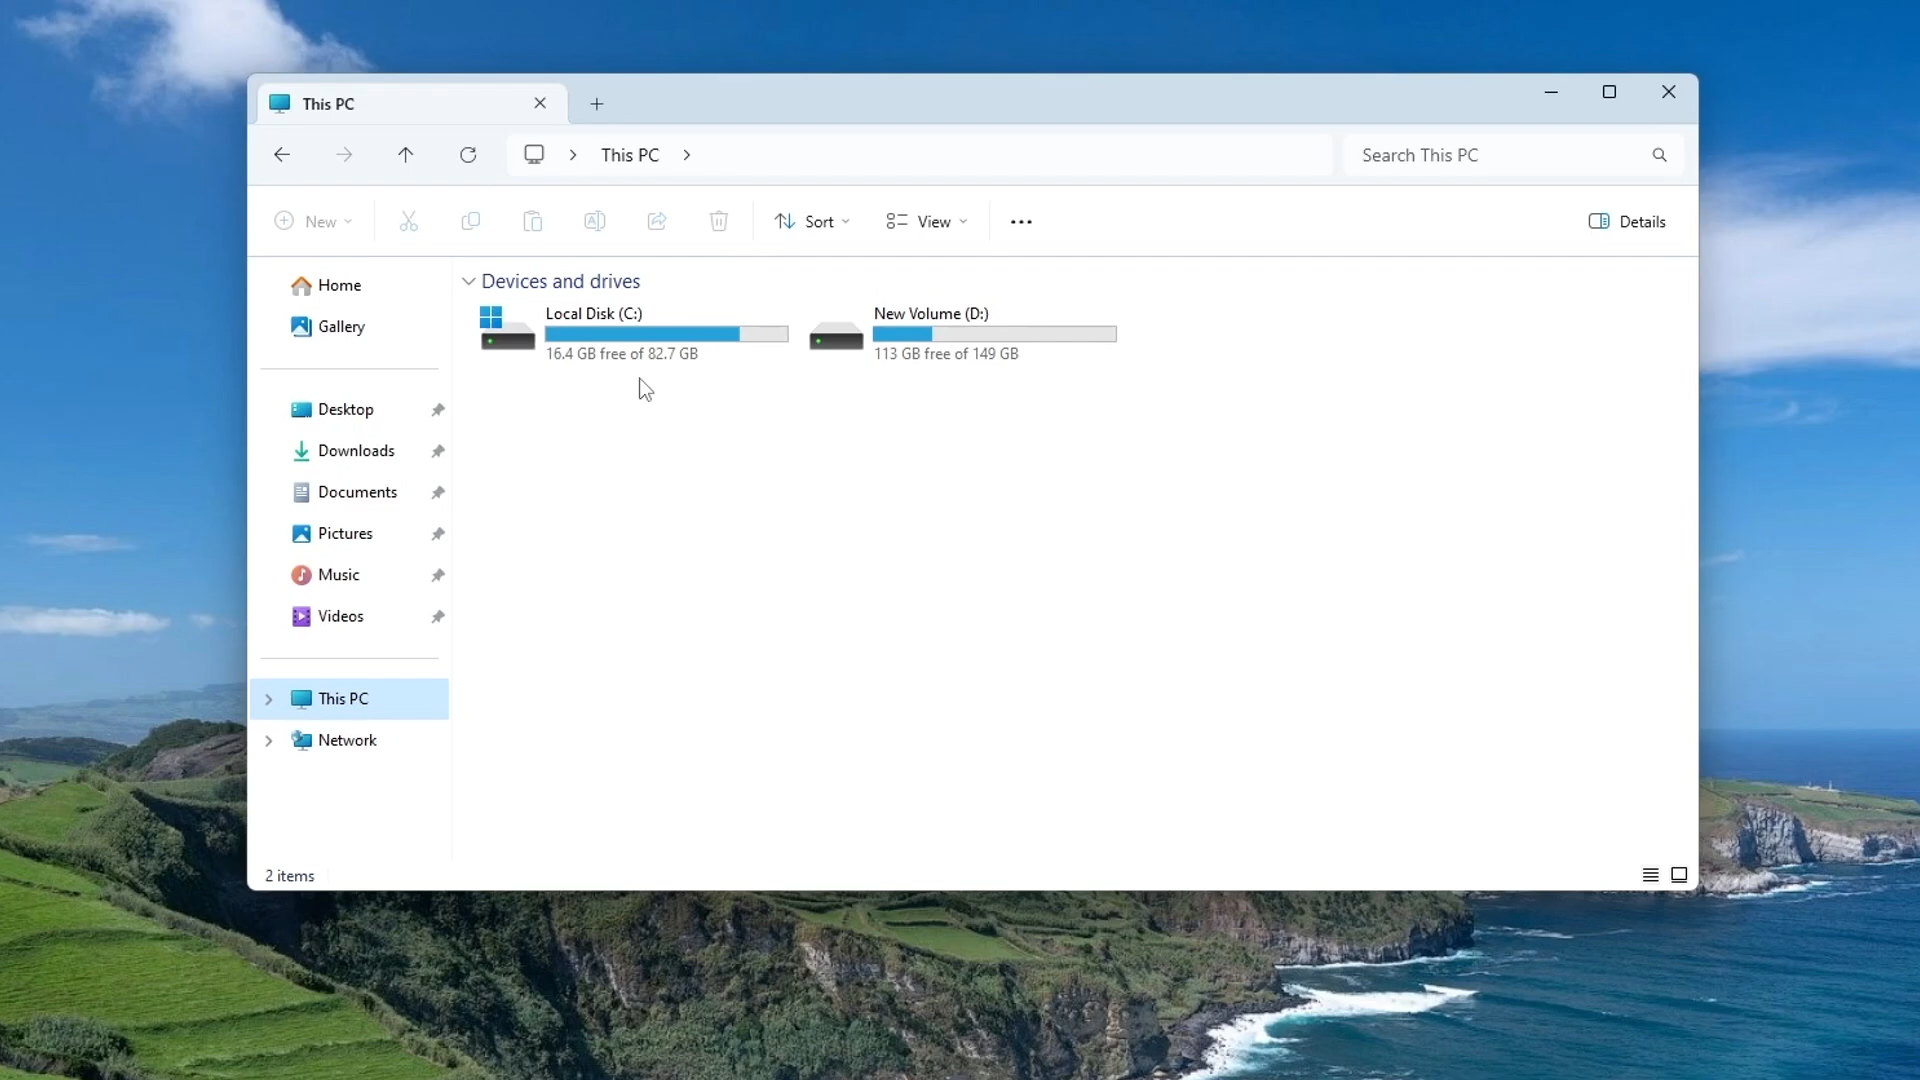 This PC
This PC
Search This PC
New
Sort
View
Details
Home
Gallery
Desktop
Downloads
Documents
Pictures
Music
Videos
This PC
Network
Devices and drives
Local Disk (C:)
16.4 GB free of 82.7 GB
New Volume (D:)
113 GB free of 149 GB
2 items